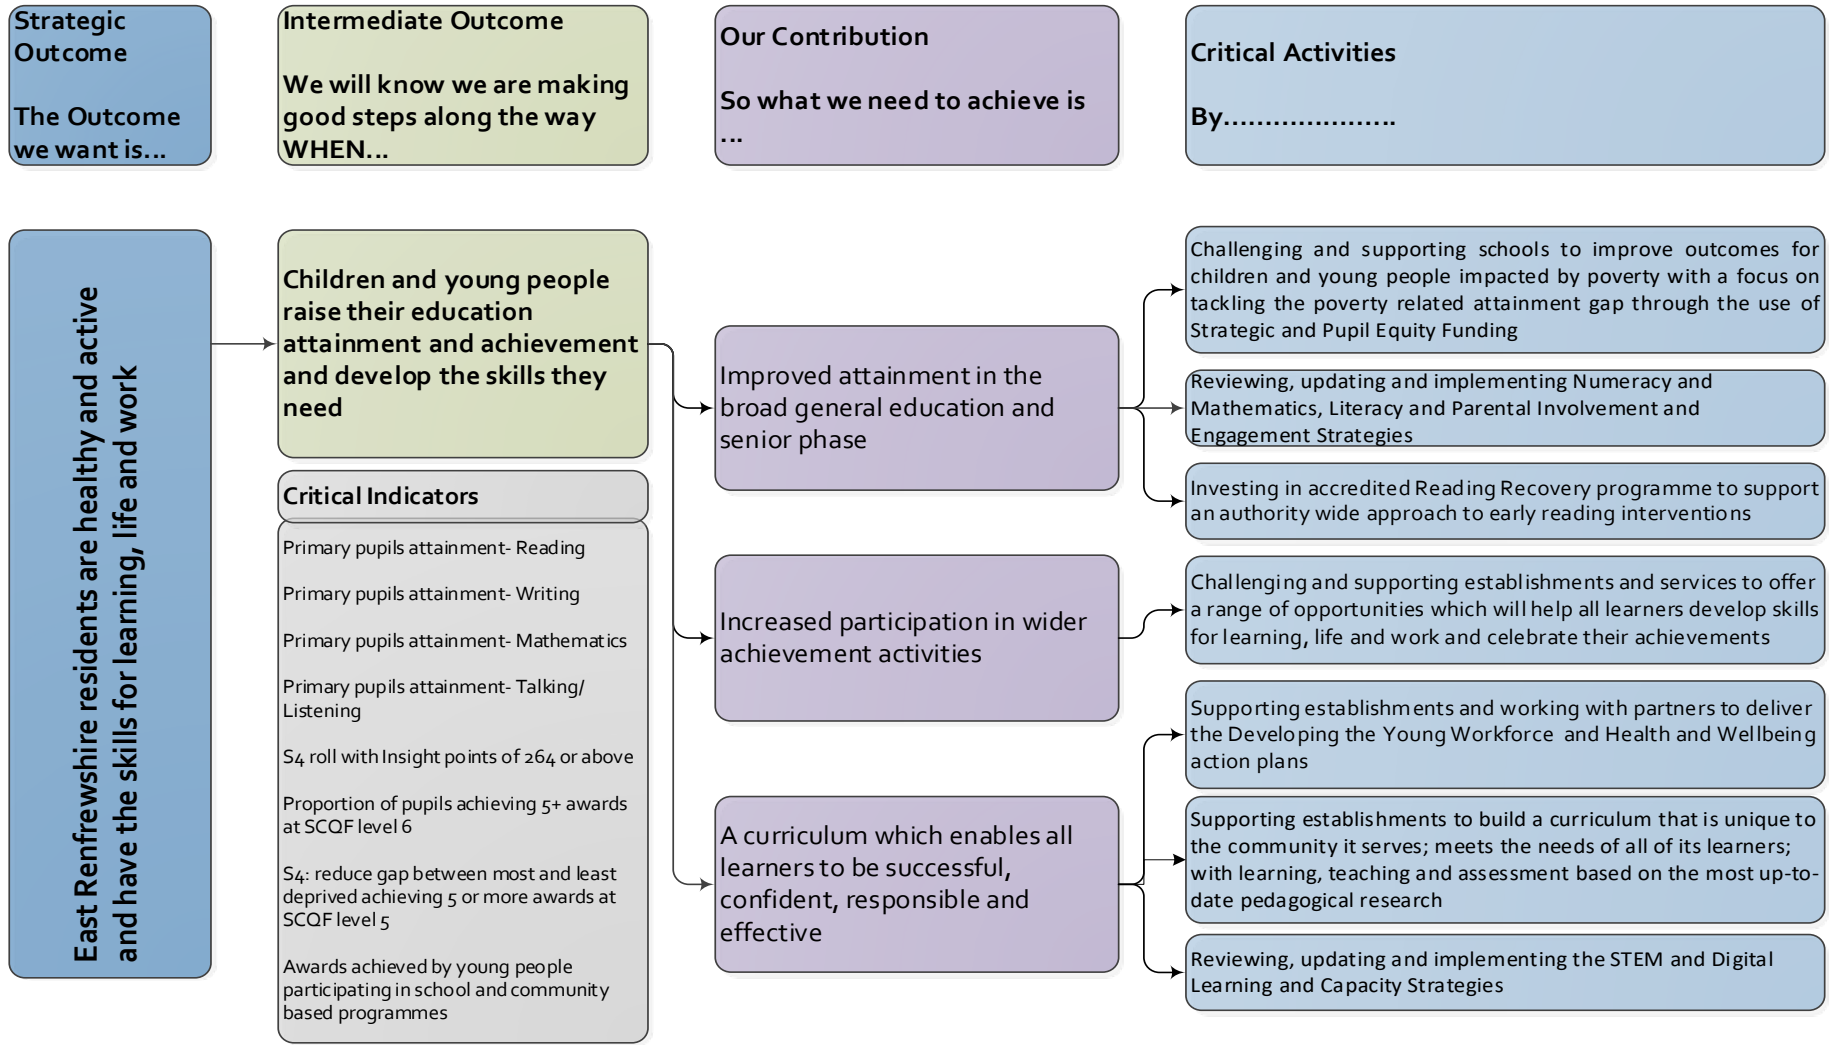 Strategic
Outcome
The Outcome
we want is...
Intermediate Outcome
We will know we are making
good steps along the way
WHEN...
Our Contribution
So what we need to achieve is
...
Critical Activities
By.....................
East Renfrewshire residents are healthy and active
and have the skills for learning, life and work
Children and young people
raise their education
attainment and achievement
and develop the skills they
need
Critical Indicators
Primary pupils attainment- Reading
Primary pupils attainment- Writing
Primary pupils attainment- Mathematics
Primary pupils attainment- Talking/
Listening
S4 roll with Insight points of 264 or above
Proportion of pupils achieving 5+ awards
at SCQF level 6
S4: reduce gap between most and least
deprived achieving 5 or more awards at
SCQF level 5
Awards achieved by young people
participating in school and community
based programmes
Improved attainment in the
broad general education and
senior phase
Increased participation in wider
achievement activities
A curriculum which enables all
learners to be successful,
confident, responsible and
effective
Challenging and supporting schools to improve outcomes for
children and young people impacted by poverty with a focus on
tackling the poverty related attainment gap through the use of
Strategic and Pupil Equity Funding
Reviewing, updating and implementing Numeracy and
Mathematics, Literacy and Parental Involvement and
Engagement Strategies
Investing in accredited Reading Recovery programme to support
an authority wide approach to early reading interventions
Challenging and supporting establishments and services to offer
a range of opportunities which will help all learners develop skills
for learning, life and work and celebrate their achievements
Supporting establishments and working with partners to deliver
the Developing the Young Workforce and Health and Wellbeing
action plans
Supporting establishments to build a curriculum that is unique to
the community it serves; meets the needs of all of its learners;
with learning, teaching and assessment based on the most up-to-
date pedagogical research
Reviewing, updating and implementing the STEM and Digital
Learning and Capacity Strategies